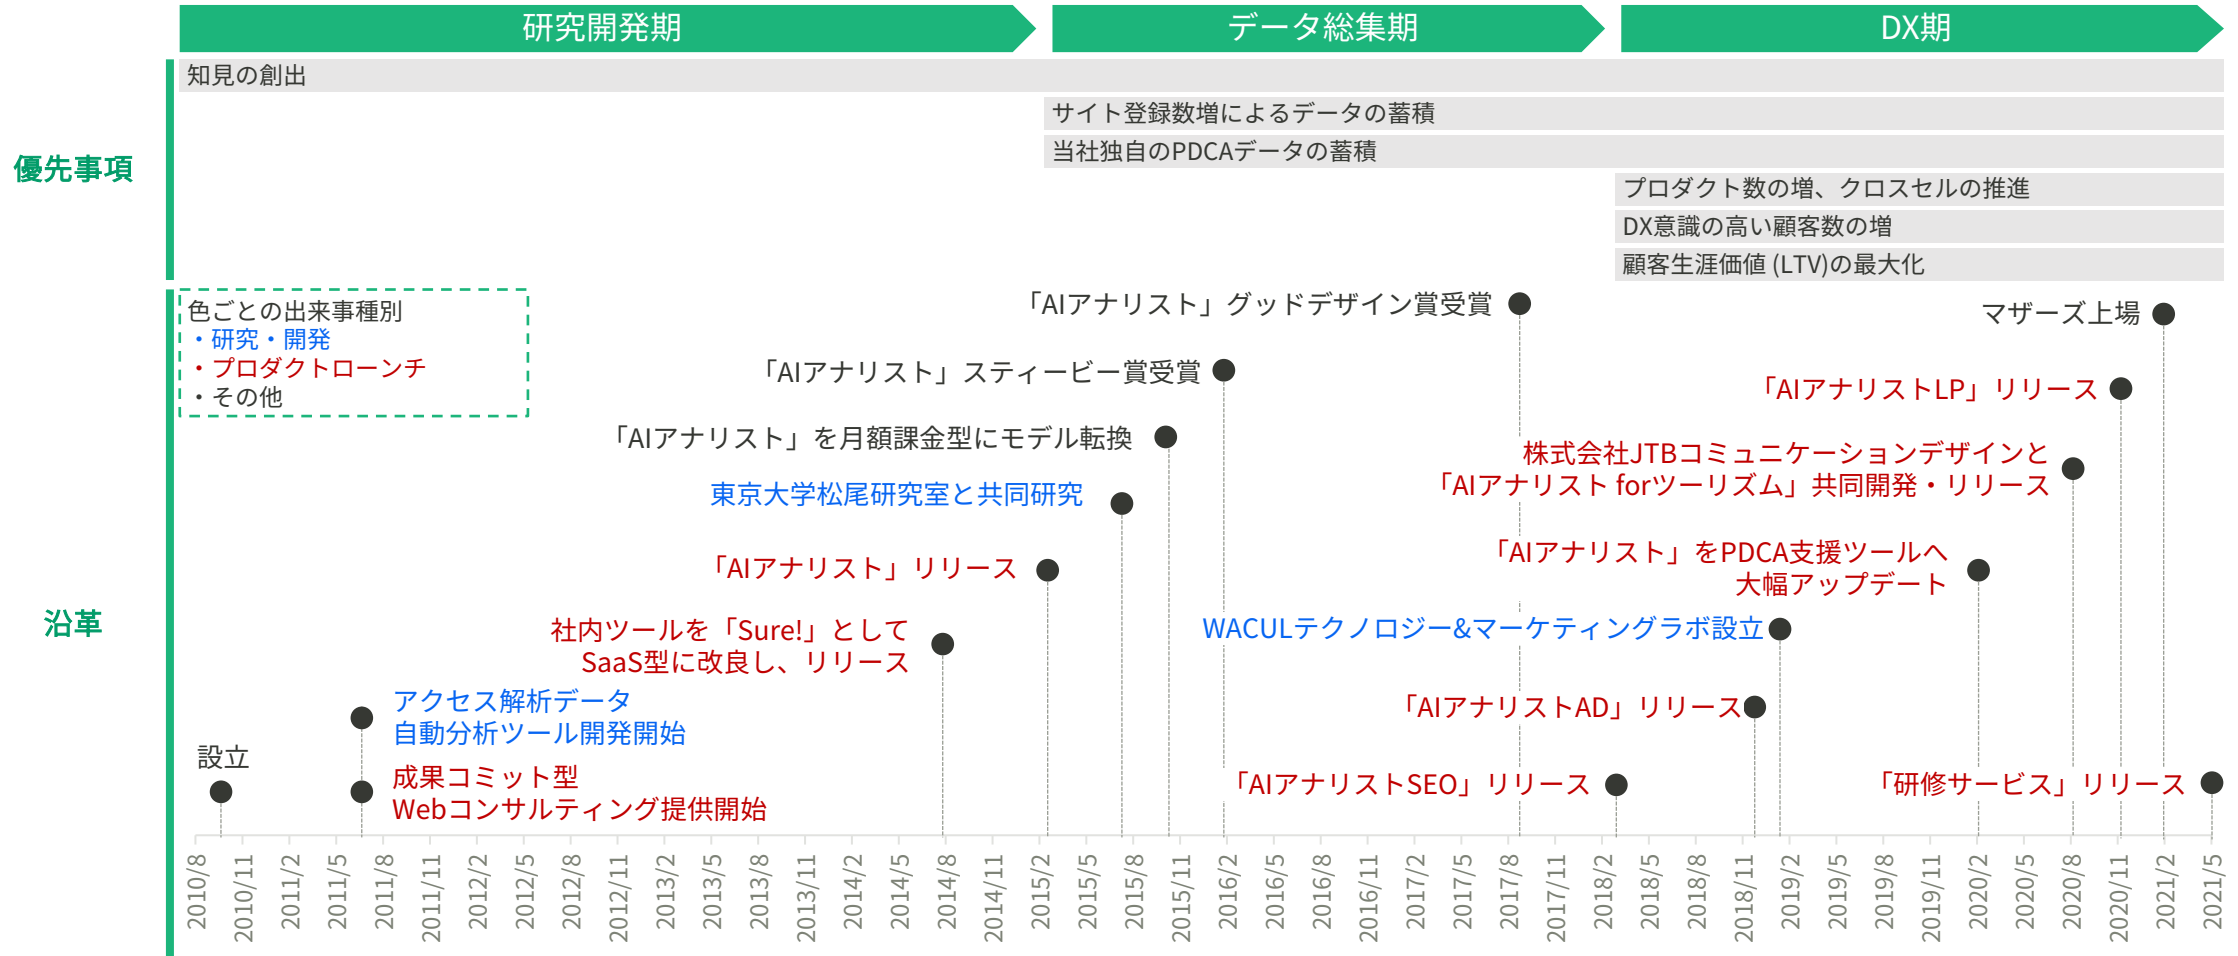 研究開発期
データ総集期
DX期
優先事項
知見の創出
サイト登録数増によるデータの蓄積
当社独自のPDCAデータの蓄積
プロダクト数の増、クロスセルの推進
DX意識の高い顧客数の増
顧客生涯価値 (LTV)の最大化
沿革
色ごとの出来事種別
・研究・開発
・プロダクトローンチ
・その他
「AIアナリスト」グッドデザイン賞受賞
マザーズ上場
「AIアナリスト」スティービー賞受賞
「AIアナリストLP」リリース
「AIアナリスト」を月額課金型にモデル転換
株式会社JTBコミュニケーションデザインと
「AIアナリスト forツーリズム」共同開発・リリース
東京大学松尾研究室と共同研究
「AIアナリスト」リリース
「AIアナリスト」をPDCA支援ツールへ
大幅アップデート
社内ツールを「Sure!」として
SaaS型に改良し、リリース
WACULテクノロジー&マーケティングラボ設立
アクセス解析データ
自動分析ツール開発開始
「AIアナリストAD」リリース
設立
成果コミット型
Webコンサルティング提供開始
「AIアナリストSEO」リリース
「研修サービス」リリース
2010/8
2010/11
2011/2
2011/5
2011/8
2011/11
2012/2
2012/5
2012/8
2012/11
2013/2
2013/5
2013/8
2013/11
2014/2
2014/5
2014/8
2014/11
2015/2
2015/5
2015/8
2015/11
2016/2
2016/5
2016/8
2016/11
2017/2
2017/5
2017/8
2017/11
2018/2
2018/5
2018/8
2018/11
2019/2
2019/5
2019/8
2019/11
2020/2
2020/5
2020/8
2020/11
2021/2
2021/5